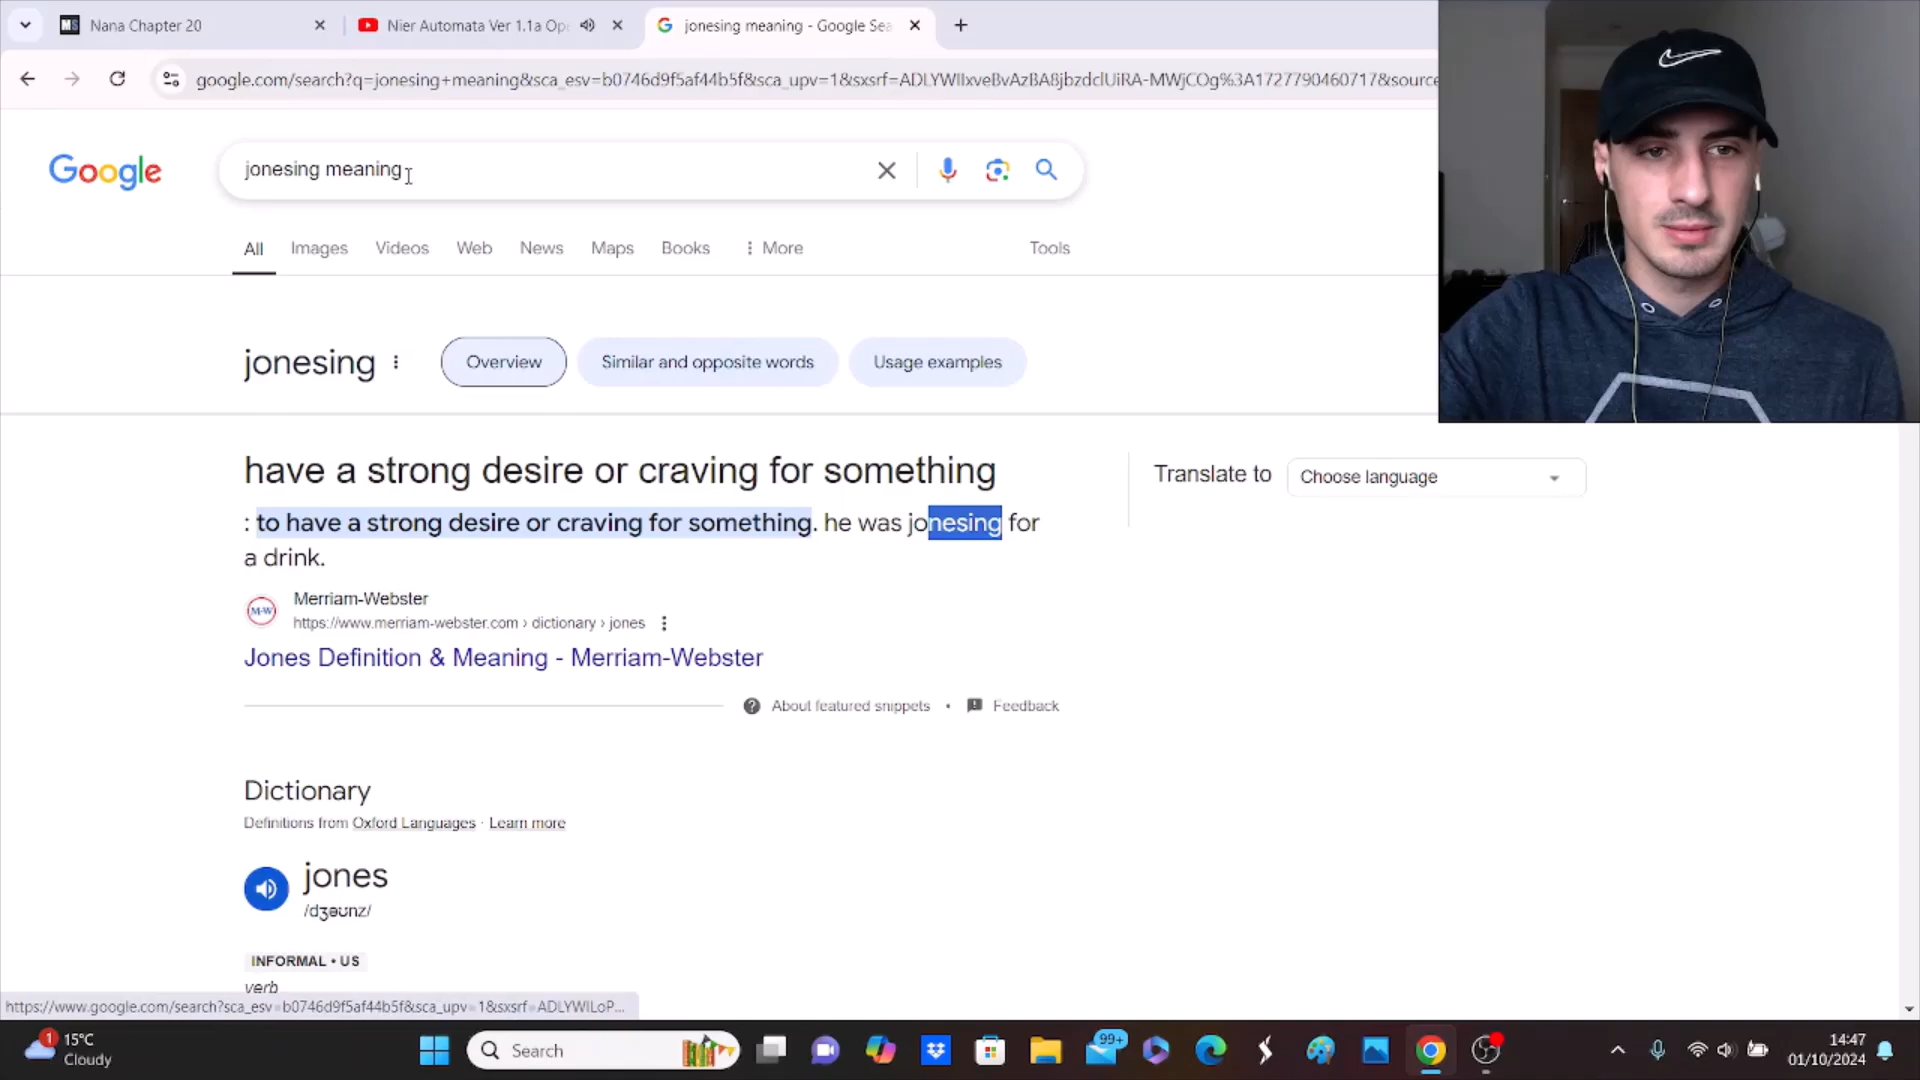 Nana Chapter 20
Nier Automata Ver 1.1a Op
jonesing meaning - Google Sea
google.com/search?q=jonesing+meaning&sca_esv=b0746d9f5af44b5f&sca_upv=1&sxsrf=ADLYWIIxveBvAzBA8jbzdclUiRA-MWjCOg%3A1727790460717&source
Google
jonesing meaning
All Images Videos Web News Maps Books More Tools
jonesing Overview Similar and opposite words Usage examples
have a strong desire or craving for something
: to have a strong desire or craving for something. he was jonesing for
a drink.
Translate to Choose language
M-W
Merriam-Webster
https://www.merriam-webster.com › dictionary › jones
Jones Definition & Meaning - Merriam-Webster
About featured snippets • Feedback
Dictionary
Definitions from Oxford Languages · Learn more
jones
/dʒəʊnz/
INFORMAL • US
verb
https://www.google.com/search?sca_esv=b0746d9f5af44b5f&sca_upv=1&sxsrf=ADLYWILoP...
1
15°C
Cloudy
Search
99+
14:47
01/10/2024